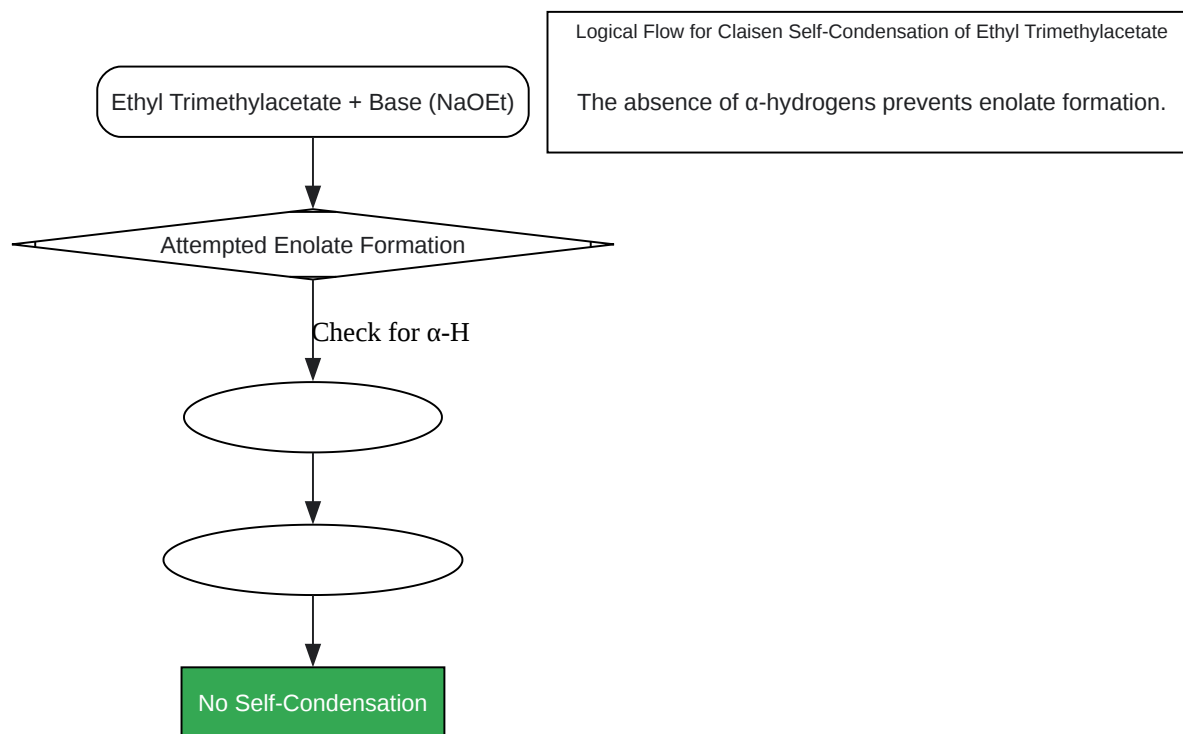 Logical Flow for Claisen Self-Condensation of Ethyl Trimethylacetate
The absence of α-hydrogens prevents enolate formation.
Ethyl Trimethylacetate + Base (NaOEt)
Attempted Enolate Formation
Check for α-H
No Self-Condensation